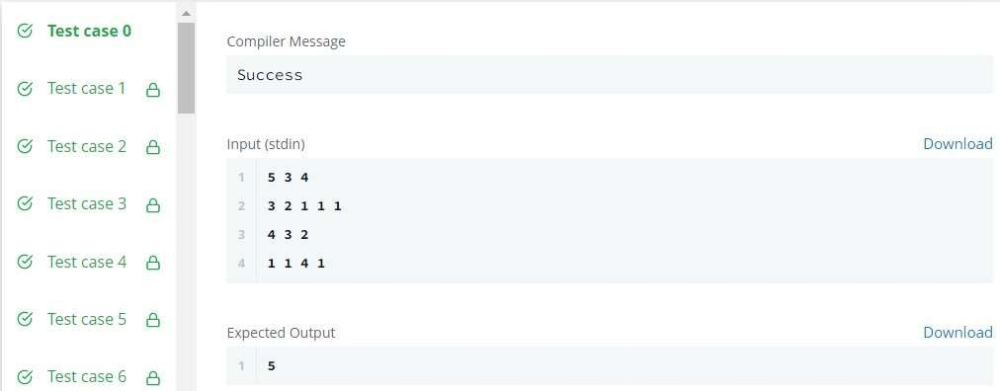 Test case 0
Test case 1
Test case 2
Test case 3
Test case 4
Test case 5
Test case 6
Compiler Message
Success
Input (stdin)
Download
1 5 3 4
2 3 2 1 1 1
3 4 3 2
4 1 1 4 1
Expected Output
Download
1 5